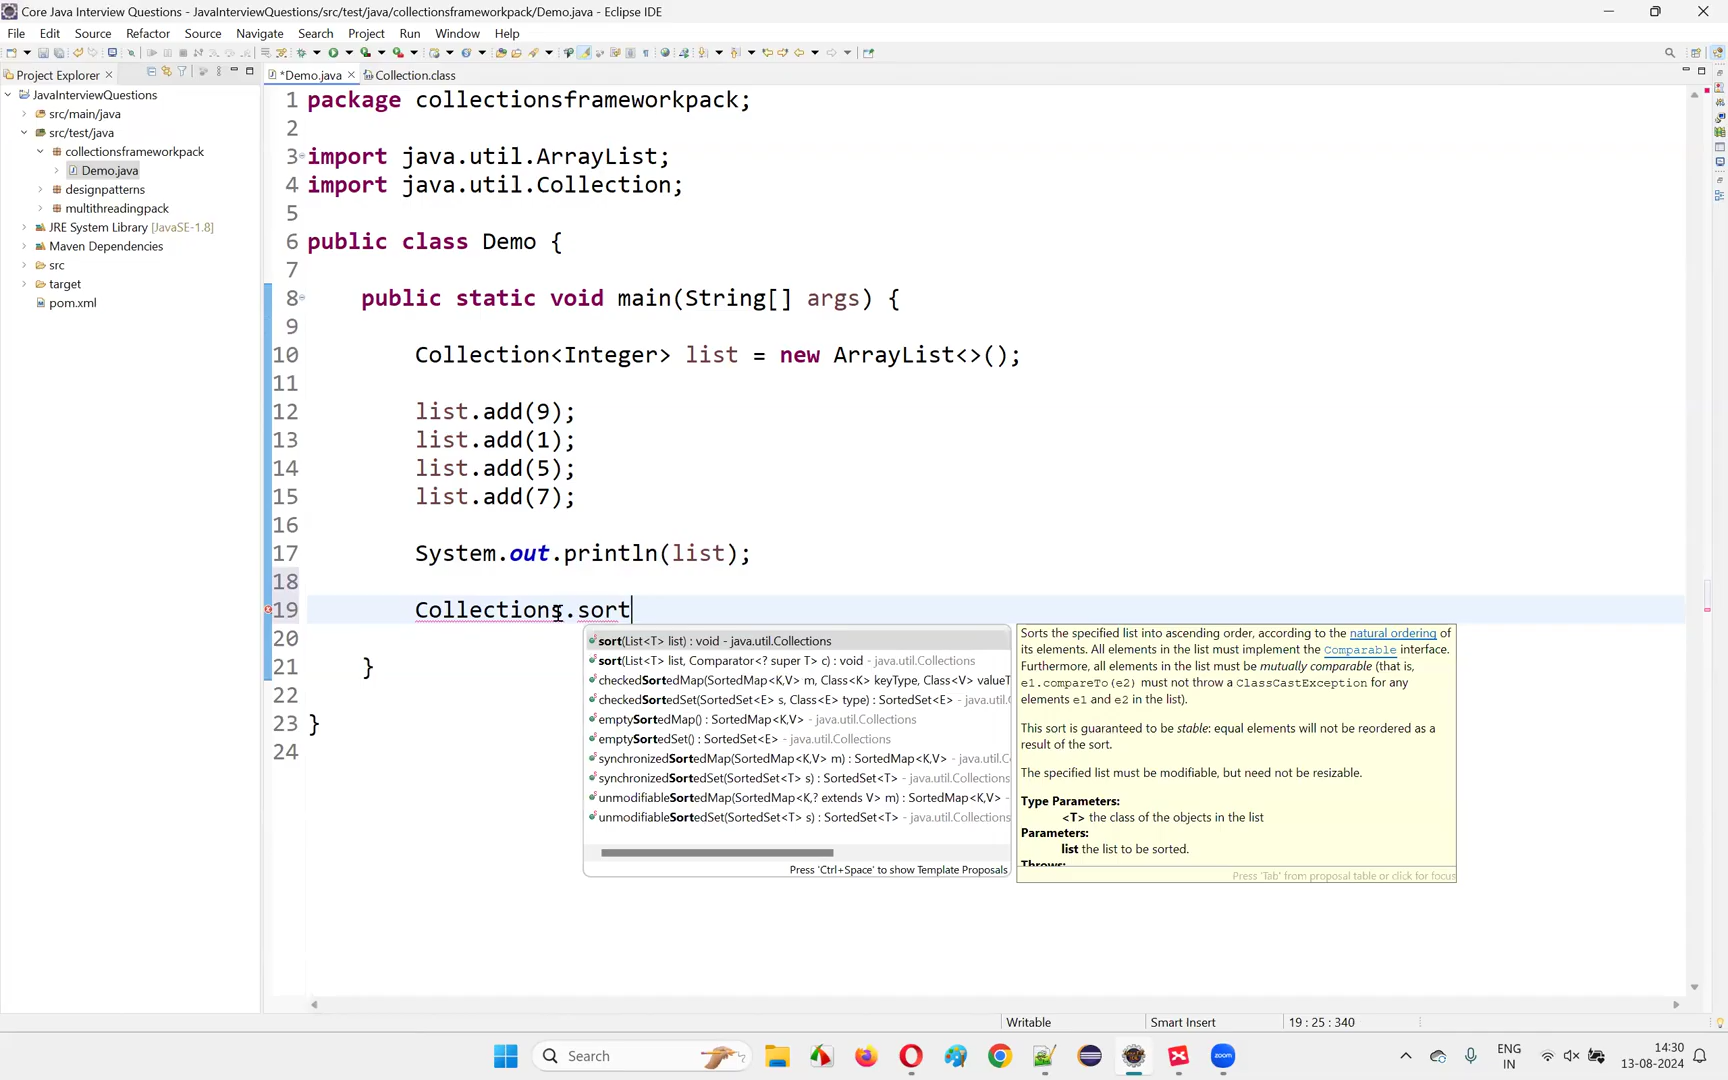 Core Java Interview Questions - JavaInterviewQuestions/src/test/java/collectionsframeworkpack/Demo.java - Eclipse IDE
File Edit Source Refactor Source Navigate Search Project Run Window Help
Project Explorer
*Demo.java
Collection.class
JavaInterviewQuestions
src/main/java
src/test/java
collectionsframeworkpack
Demo.java
designpatterns
multithreadingpack
JRE System Library [JavaSE-1.8]
Maven Dependencies
src
target
pom.xml
1 package collectionsframeworkpack;
2
3 import java.util.ArrayList;
4 import java.util.Collection;
5
6 public class Demo {
7
8 public static void main(String[] args) {
9
10 Collection<Integer> list = new ArrayList<>();
11
12 list.add(9);
13 list.add(1);
14 list.add(5);
15 list.add(7);
16
17 System.out.println(list);
18
19 Collections.sort
20
21 }
22
23 }
24
sort(List<T> list) : void - java.util.Collections
sort(List<T> list, Comparator<? super T> c) : void - java.util.Collections
checkedSortedMap(SortedMap<K,V> m, Class<K> keyType, Class<V> valueT
checkedSortedSet(SortedSet<E> s, Class<E> type) : SortedSet<E> - java.util.
emptySortedMap() : SortedMap<K,V> - java.util.Collections
emptySortedSet() : SortedSet<E> - java.util.Collections
synchronizedSortedMap(SortedMap<K,V> m) : SortedMap<K,V> - java.util.C
synchronizedSortedSet(SortedSet<T> s) : SortedSet<T> - java.util.Collections
unmodifiableSortedMap(SortedMap<K,? extends V> m) : SortedMap<K,V> -
unmodifiableSortedSet(SortedSet<T> s) : SortedSet<T> - java.util.Collections
Press 'Ctrl+Space' to show Template Proposals
Sorts the specified list into ascending order, according to the natural ordering of
its elements. All elements in the list must implement the Comparable interface.
Furthermore, all elements in the list must be mutually comparable (that is,
e1.compareTo(e2) must not throw a ClassCastException for any
elements e1 and e2 in the list).
This sort is guaranteed to be stable: equal elements will not be reordered as a
result of the sort.
The specified list must be modifiable, but need not be resizable.
Type Parameters:
<T> the class of the objects in the list
Parameters:
list the list to be sorted.
Throws:
Press 'Tab' from proposal table or click for focus
Writable
Smart Insert
19 : 25 : 340
Search
zoom
ENG
IN
14:30
13-08-2024